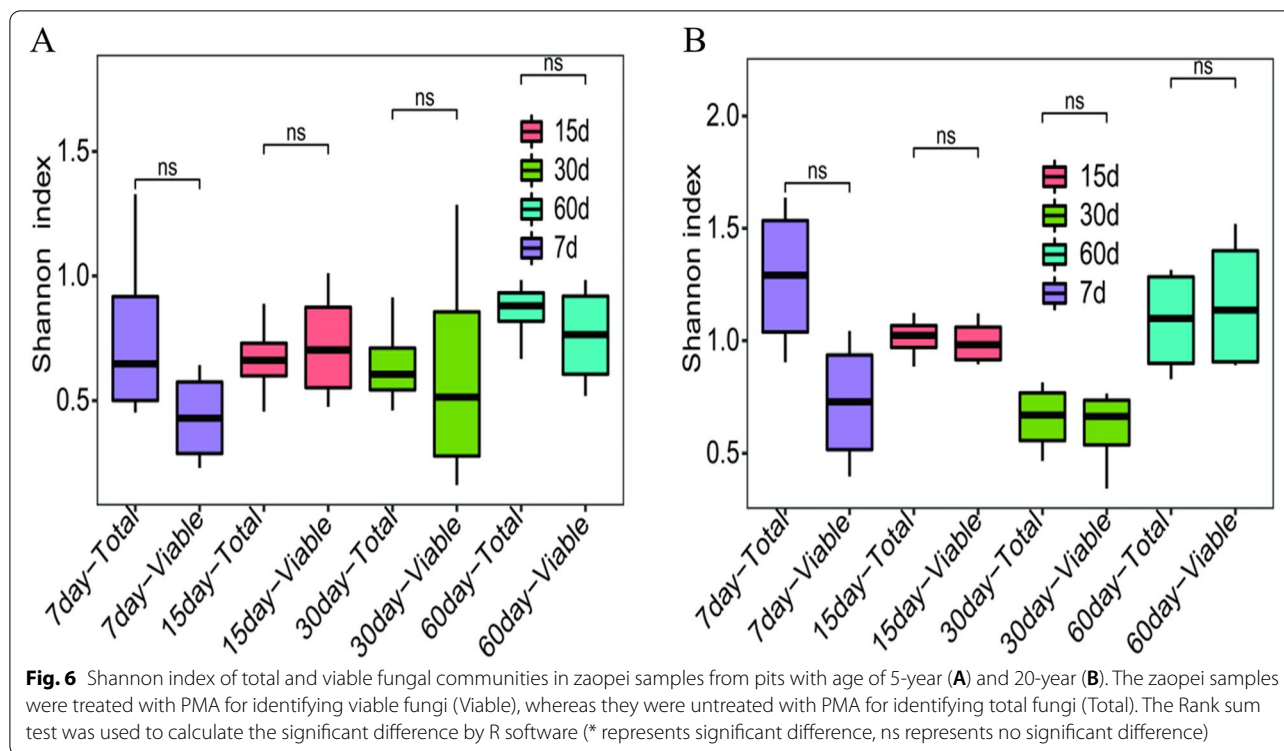 A
B
ns
ns
ns
ns
15d
30d
60d
7d
Shannon index
1.5
1.0
0.5
7day–Total
7day–Viable
15day–Total
15day–Viable
30day–Total
30day–Viable
60day–Total
60day–Viable
ns
ns
ns
ns
15d
30d
60d
7d
Shannon index
2.0
1.5
1.0
0.5
7day–Total
7day–Viable
15day–Total
15day–Viable
30day–Total
30day–Viable
60day–Total
60day–Viable
Fig. 6 Shannon index of total and viable fungal communities in zaopei samples from pits with age of 5-year (A) and 20-year (B). The zaopei samples
were treated with PMA for identifying viable fungi (Viable), whereas they were untreated with PMA for identifying total fungi (Total). The Rank sum
test was used to calculate the significant difference by R software (* represents significant difference, ns represents no significant difference)